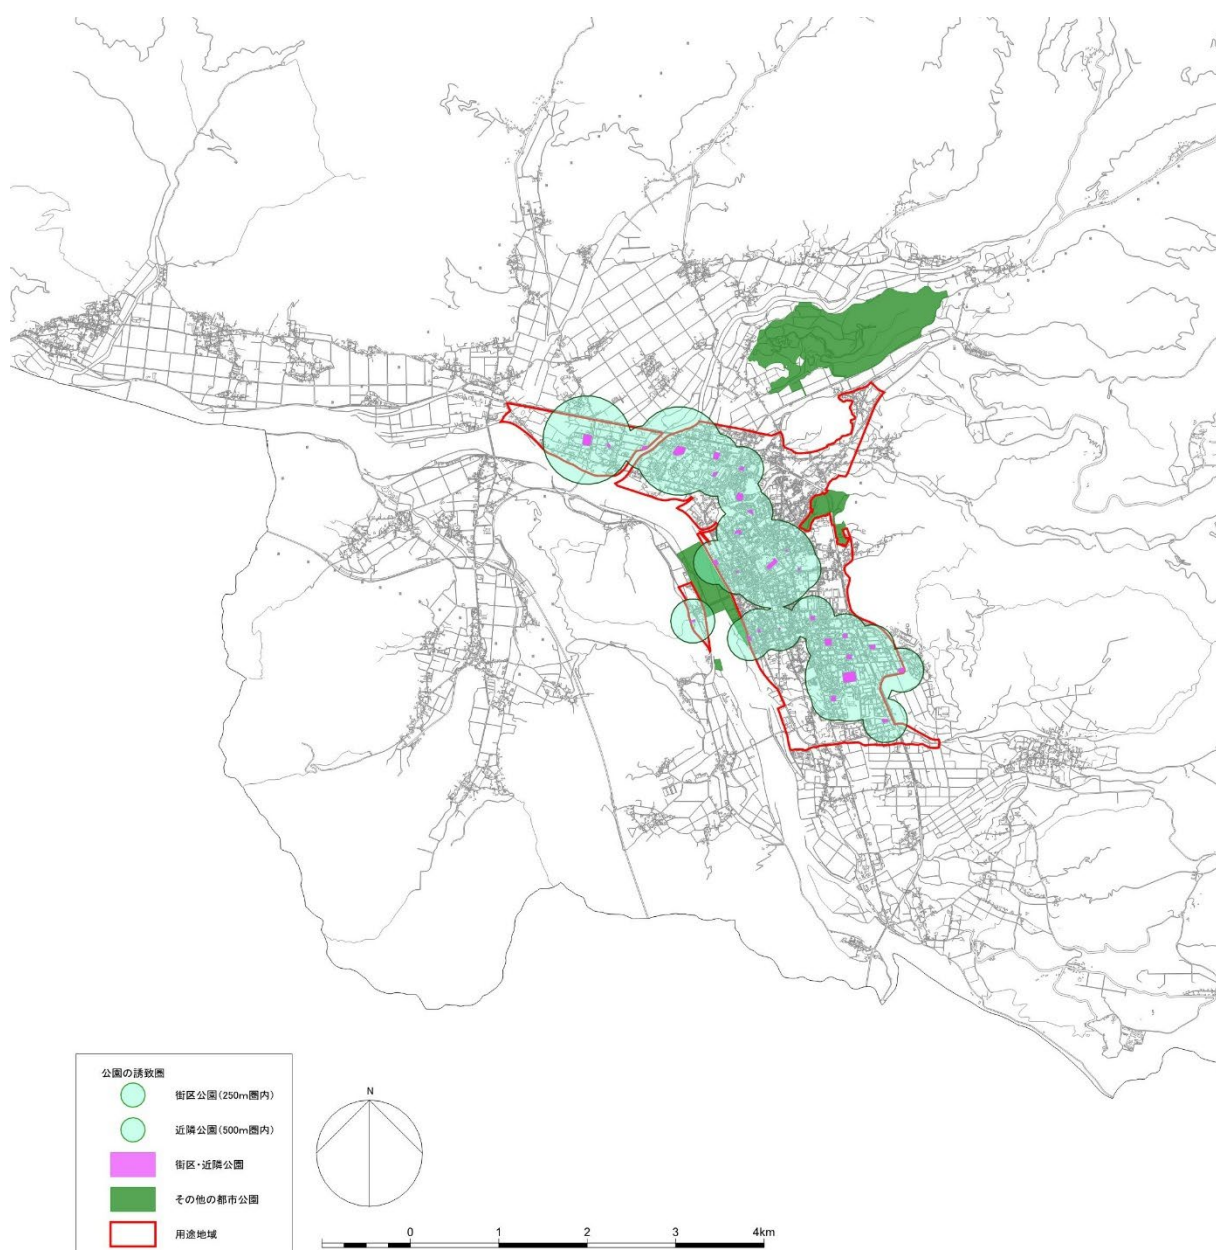 公園の誘致圏
街区公園(250m圏内)
近隣公園(500m圏内)
街区・近隣公園
その他の都市公園
用途地域
N
0 1 2 3 4km